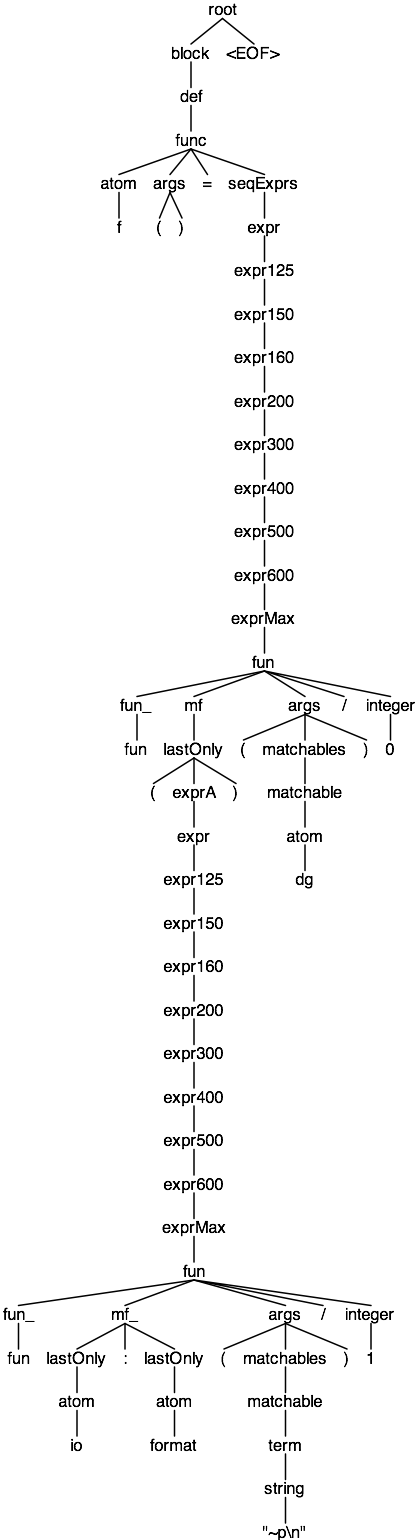 root
block <EOF>
def
func
atom args = seqExprs
f ( ) expr
expr125
expr150
expr160
expr200
expr300
expr400
expr500
expr600
exprMax
fun
fun_ mf args / integer
fun lastOnly ( matchables ) 0
( exprA ) matchable
expr atom
expr125 dg
expr150
expr160
expr200
expr300
expr400
expr500
expr600
exprMax
fun
fun_ mf_ args / integer
fun lastOnly : lastOnly ( matchables ) 1
atom atom matchable
io format term
string
"~p\n"